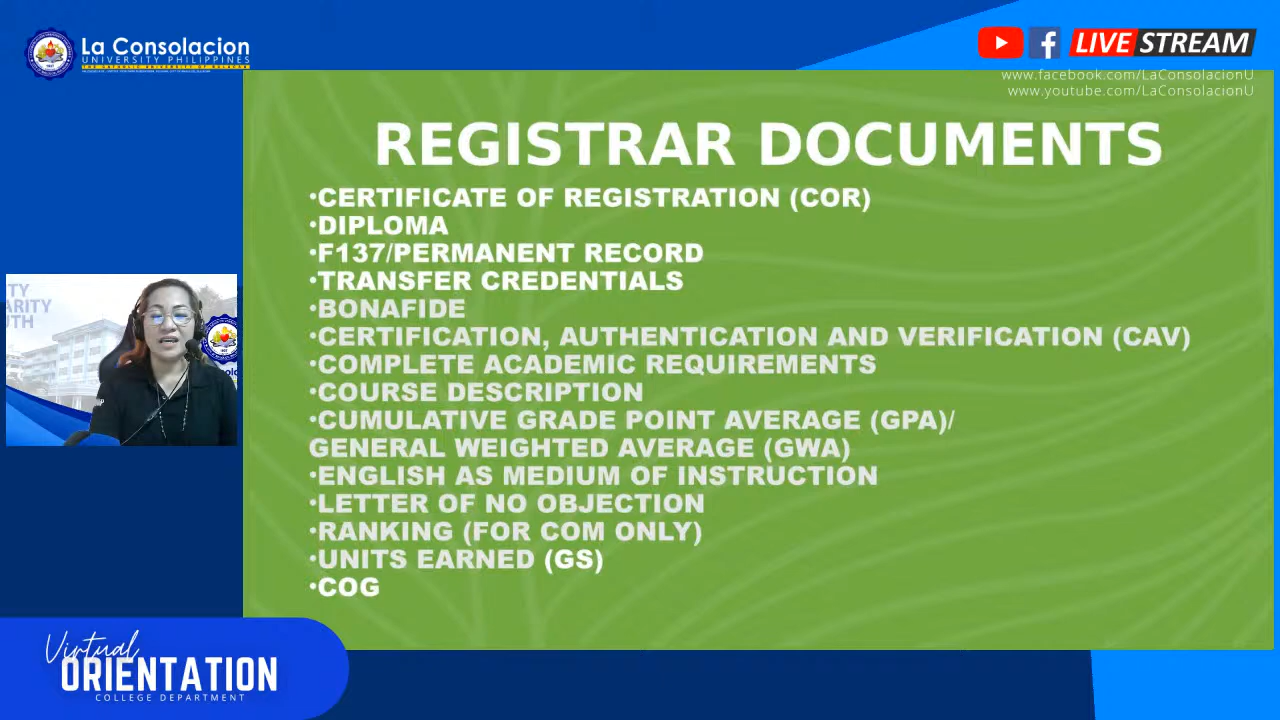 La Consolacion
UNIVERSITY PHILIPPINES
LIVE STREAM
www.facebook.com/LaConsolacionU
www.youtube.com/LaConsolacionU
REGISTRAR DOCUMENTS
•CERTIFICATE OF REGISTRATION (COR)
•DIPLOMA
•F137/PERMANENT RECORD
•TRANSFER CREDENTIALS
•BONAFIDE
•CERTIFICATION, AUTHENTICATION AND VERIFICATION (CAV)
•COMPLETE ACADEMIC REQUIREMENTS
•COURSE DESCRIPTION
•CUMULATIVE GRADE POINT AVERAGE (GPA)/
GENERAL WEIGHTED AVERAGE (GWA)
•ENGLISH AS MEDIUM OF INSTRUCTION
•LETTER OF NO OBJECTION
•RANKING (FOR COM ONLY)
•UNITS EARNED (GS)
•COG
Virtual
ORIENTATION
COLLEGE DEPARTMENT